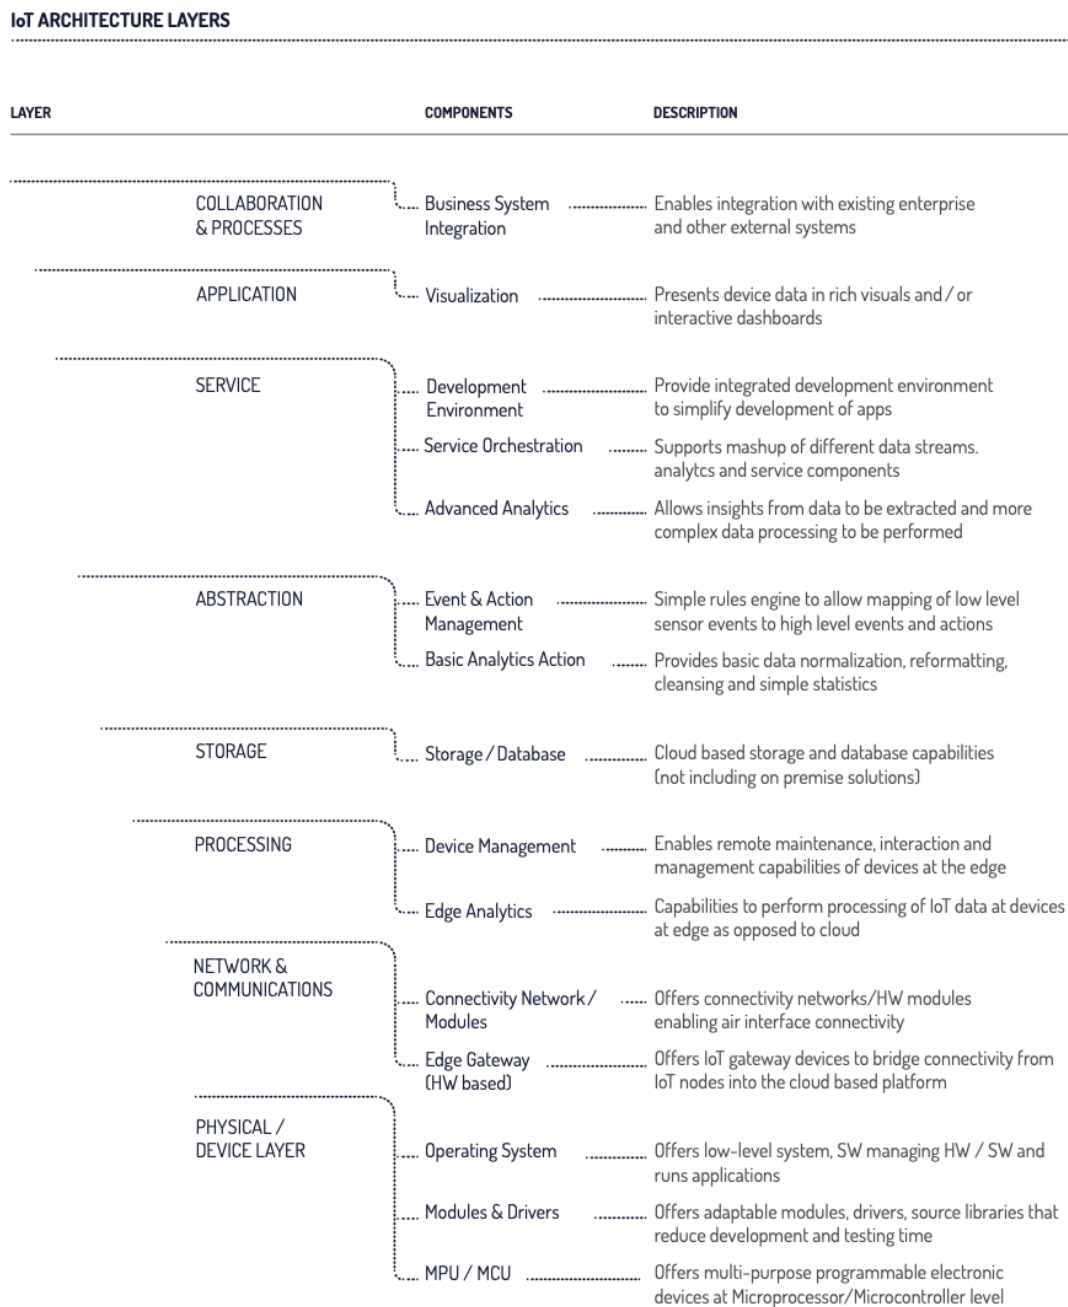 IoT ARCHITECTURE LAYERS
LAYER COMPONENTS DESCRIPTION
COLLABORATION
& PROCESSES
Business System
Integration
Enables integration with existing enterprise
and other external systems
APPLICATION
Visualization
Presents device data in rich visuals and / or
interactive dashboards
SERVICE
Development
Environment
Provide integrated development environment
to simplify development of apps
Service Orchestration
Supports mashup of different data streams,
analytcs and service components
Advanced Analytics
Allows insights from data to be extracted and more
complex data processing to be performed
ABSTRACTION
Event & Action
Management
Simple rules engine to allow mapping of low level
sensor events to high level events and actions
Basic Analytics Action
Provides basic data normalization, reformatting,
cleansing and simple statistics
STORAGE
Storage / Database
Cloud based storage and database capabilities
(not including on premise solutions)
PROCESSING
Device Management
Enables remote maintenance, interaction and
management capabilities of devices at the edge
Edge Analytics
Capabilities to perform processing of IoT data at devices
at edge as opposed to cloud
NETWORK &
COMMUNICATIONS
Connectivity Network /
Modules
Offers connectivity networks/HW modules
enabling air interface connectivity
Edge Gateway
(HW based)
Offers IoT gateway devices to bridge connectivity from
IoT nodes into the cloud based platform
PHYSICAL /
DEVICE LAYER
Operating System
Offers low-level system, SW managing HW / SW and
runs applications
Modules & Drivers
Offers adaptable modules, drivers, source libraries that
reduce development and testing time
MPU / MCU
Offers multi-purpose programmable electronic
devices at Microprocessor/Microcontroller level